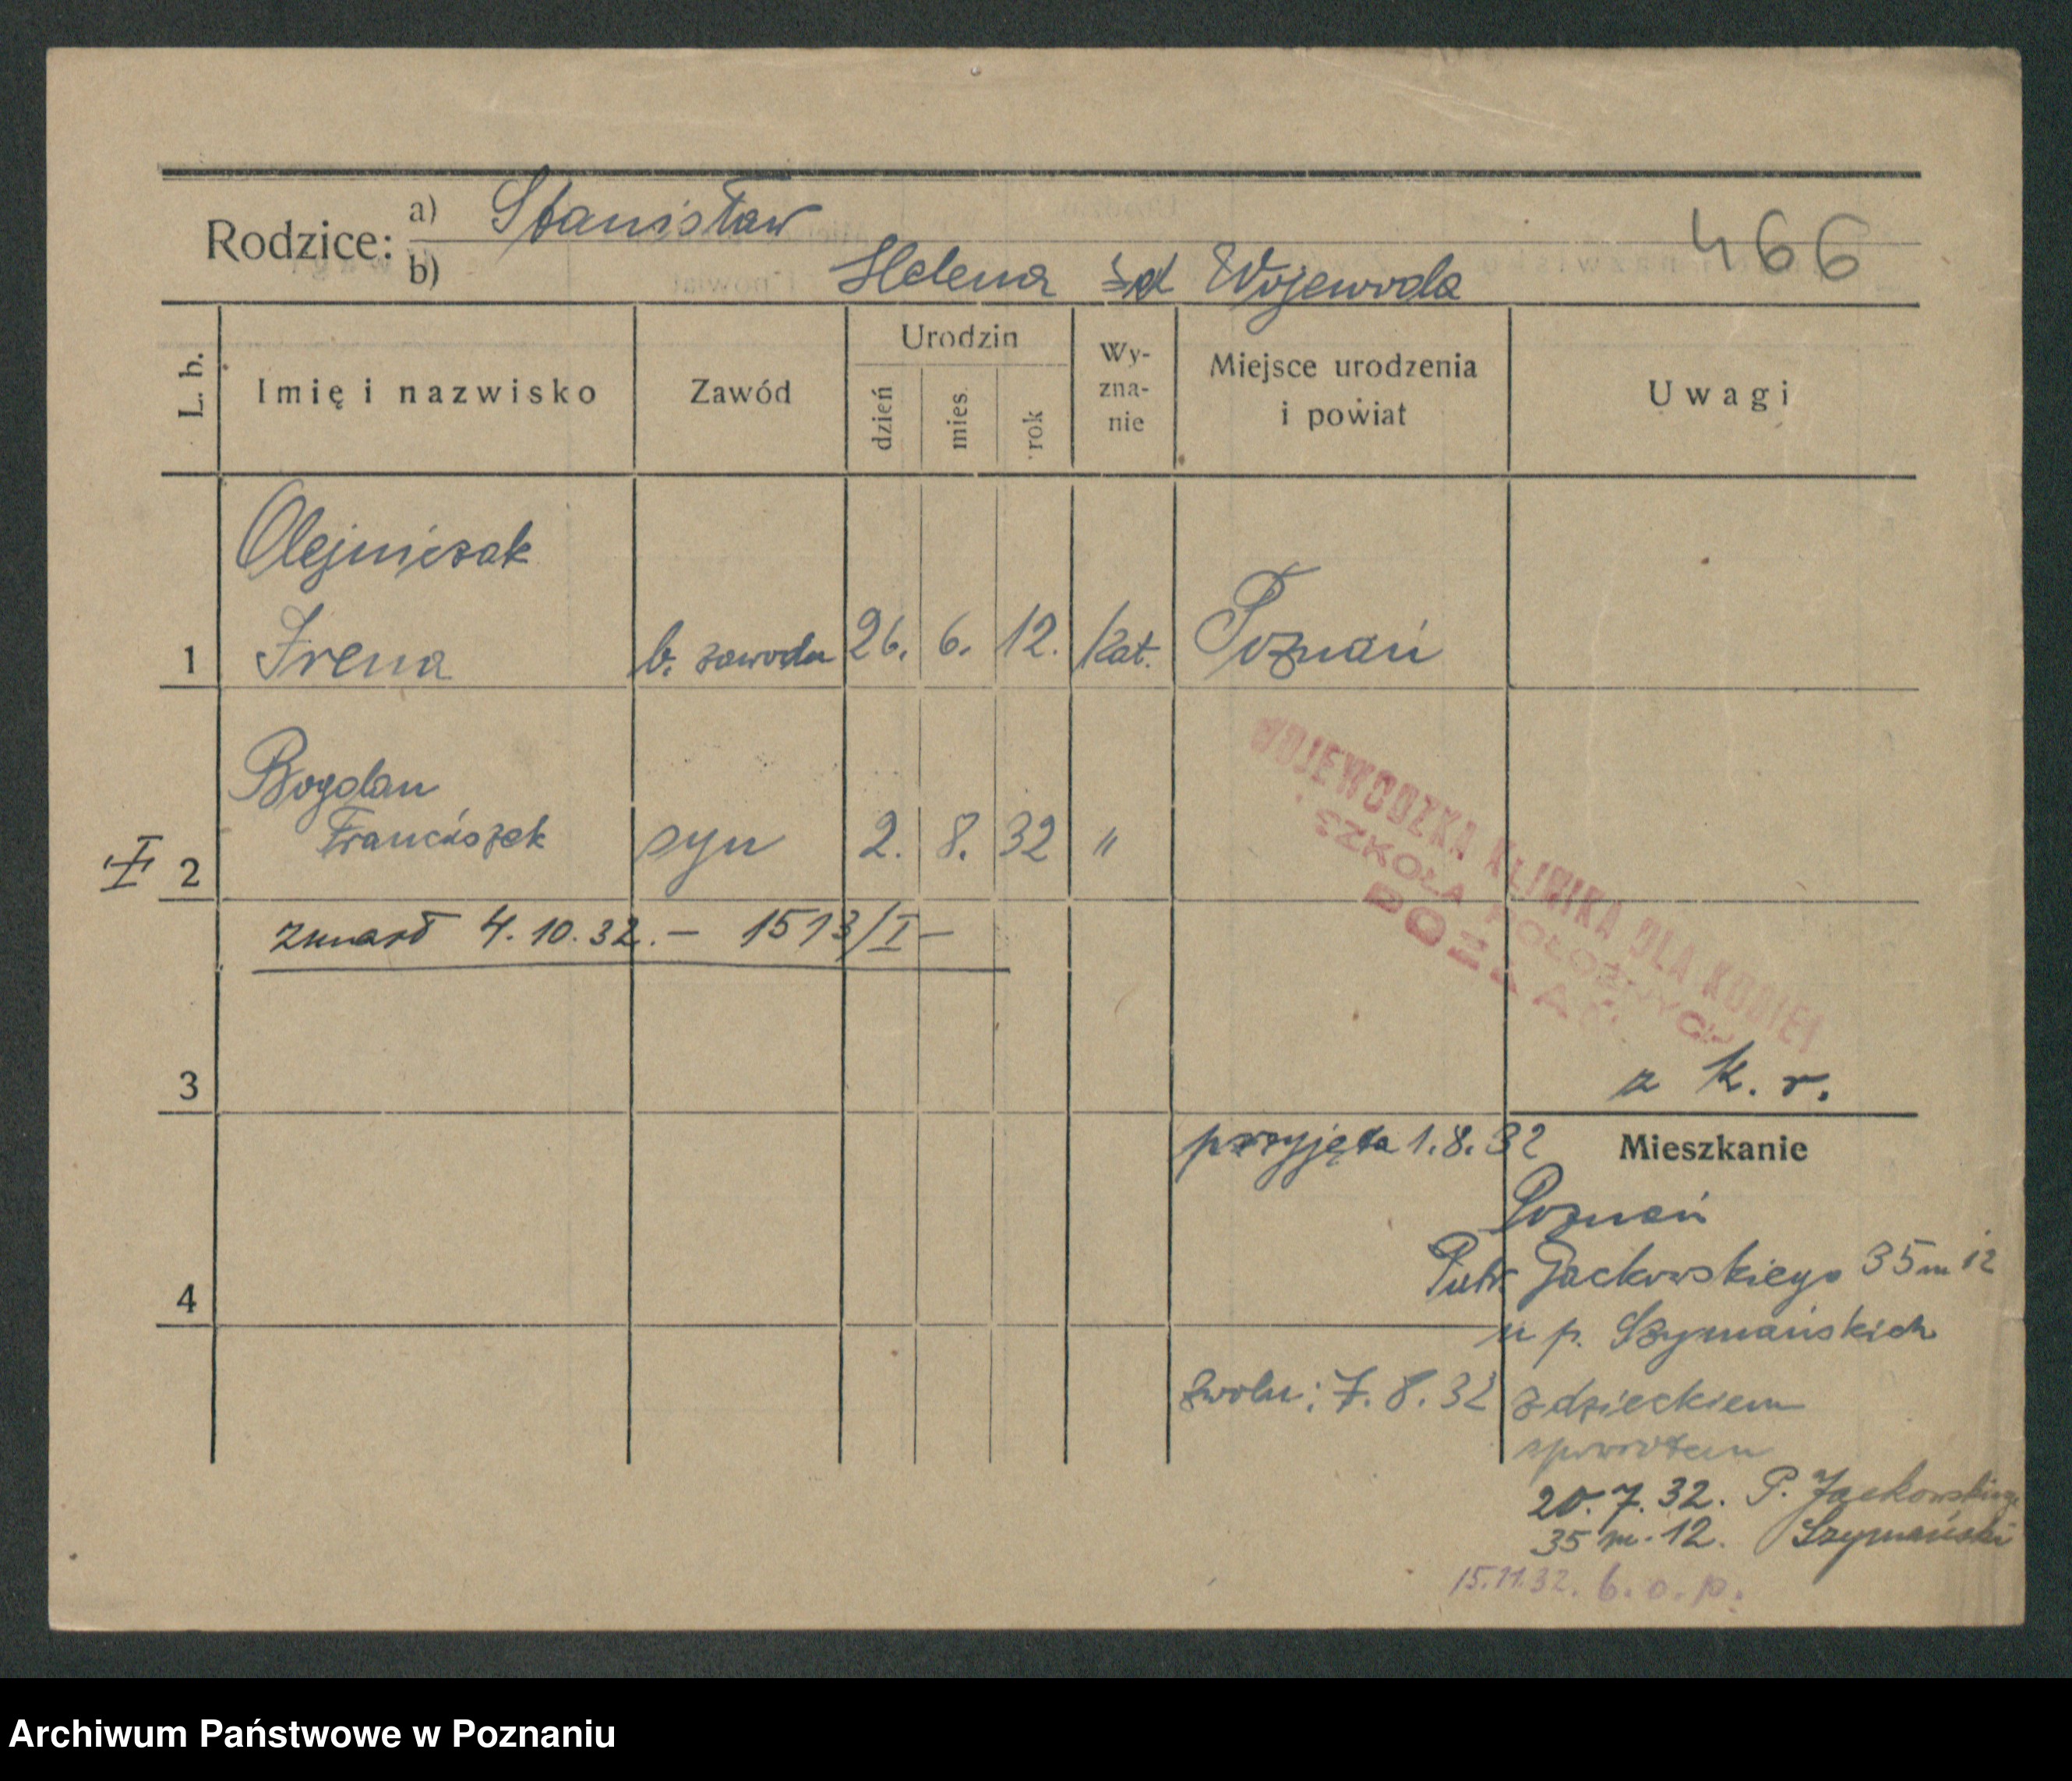 Rodzice: a) Stanisław
b) Helena żd Wojewoda
466
L. b.
Imię i nazwisko
Zawód
Urodzin
dzień
mies.
rok
Wy-
zna-
nie
Miejsce urodzenia
i powiat
Uwagi
Olejniczak
1 Irena b. zawodu 26. 6. 12. kat. Poznań
Bogdan
Franciszek
2 syn 2. 8. 32 "
zmarł 4.10.32. — 1513/I —
WOJEWÓDZKA KLINIKA DLA KOBIET
SZKOŁA POŁOŻNYCH
POZNAŃ
3
z k. r.
przyjęta 1.8.32
Mieszkanie
Poznań
Patr. Jackowskiego 35 m 12
u p. Szymańskich
4
zwoln: 7.8.32 z dzieckiem
zpowrotem
20.7.32. P. Jackowskiego
35 m. 12. Szymański
15.11.32. b. o. p.
Archiwum Państwowe w Poznaniu